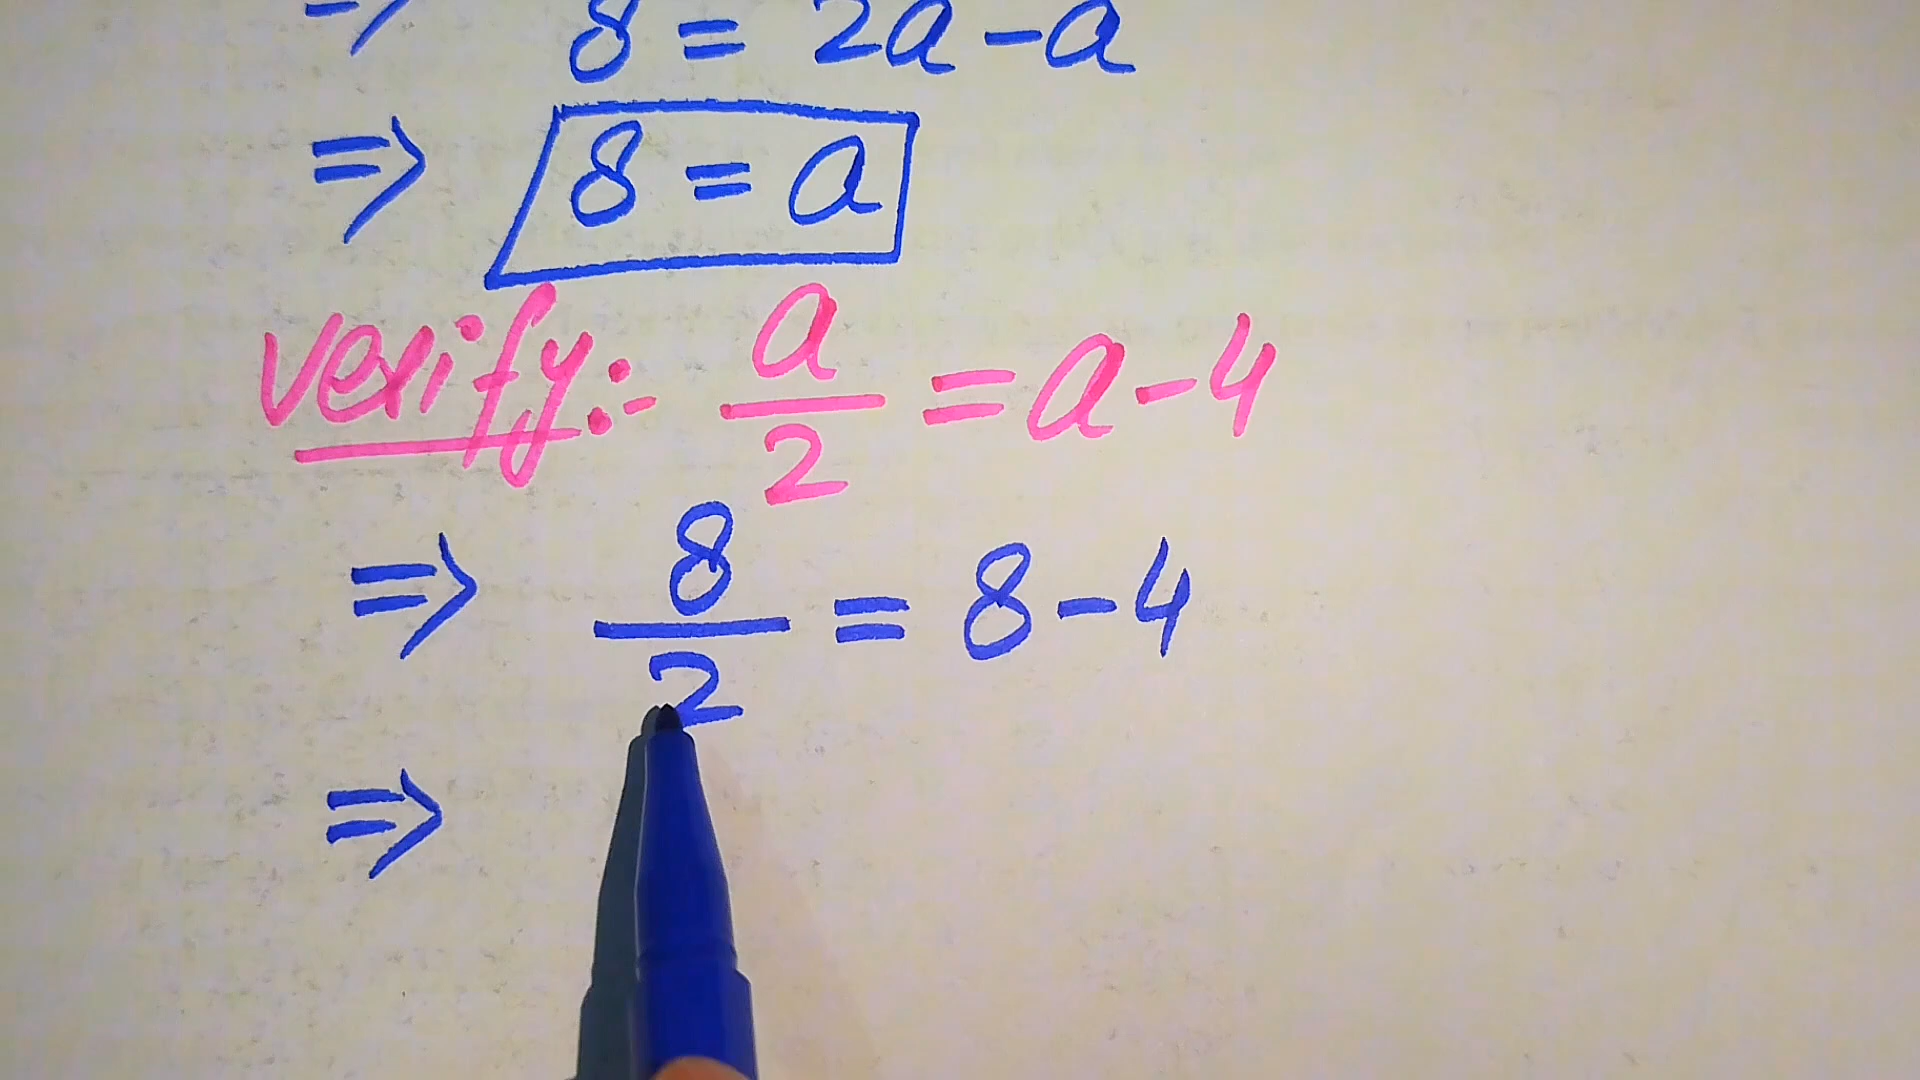 ⇒ 8 = 2a - a
⇒ 8 = a
verify:- a/2 = a - 4
⇒ 8/2 = 8 - 4
⇒